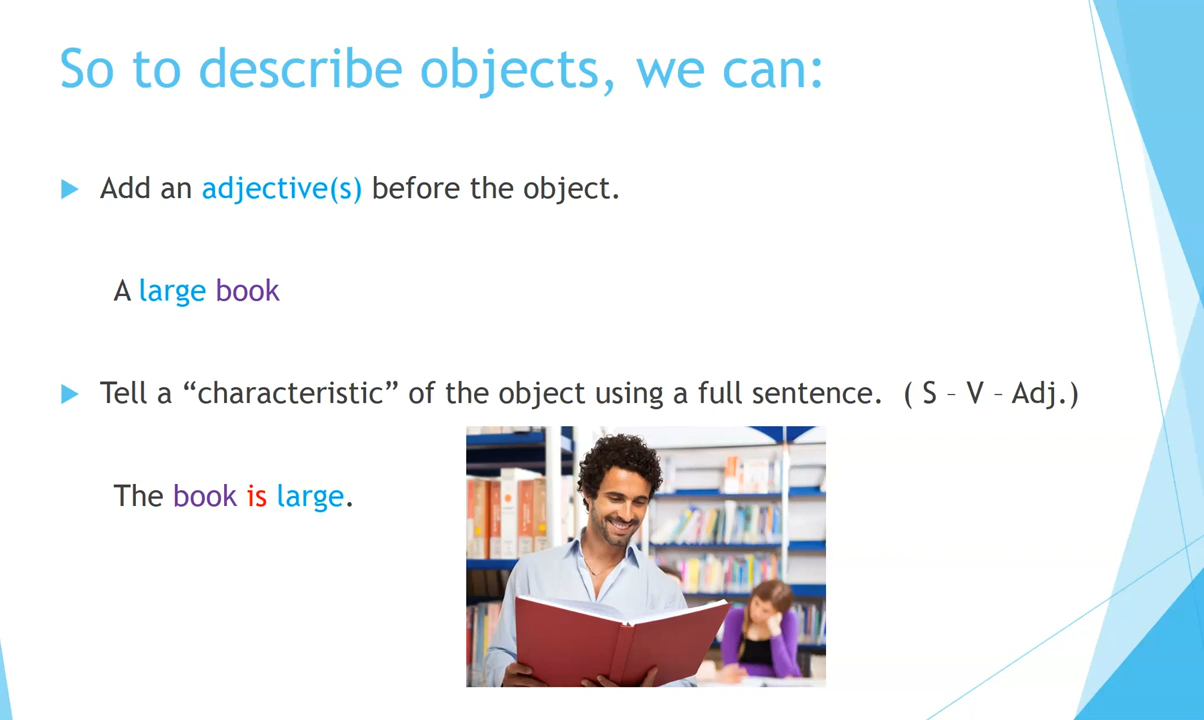 So to describe objects, we can:
Add an adjective(s) before the object.
A large book
Tell a “characteristic” of the object using a full sentence. ( S – V – Adj.)
The book is large.